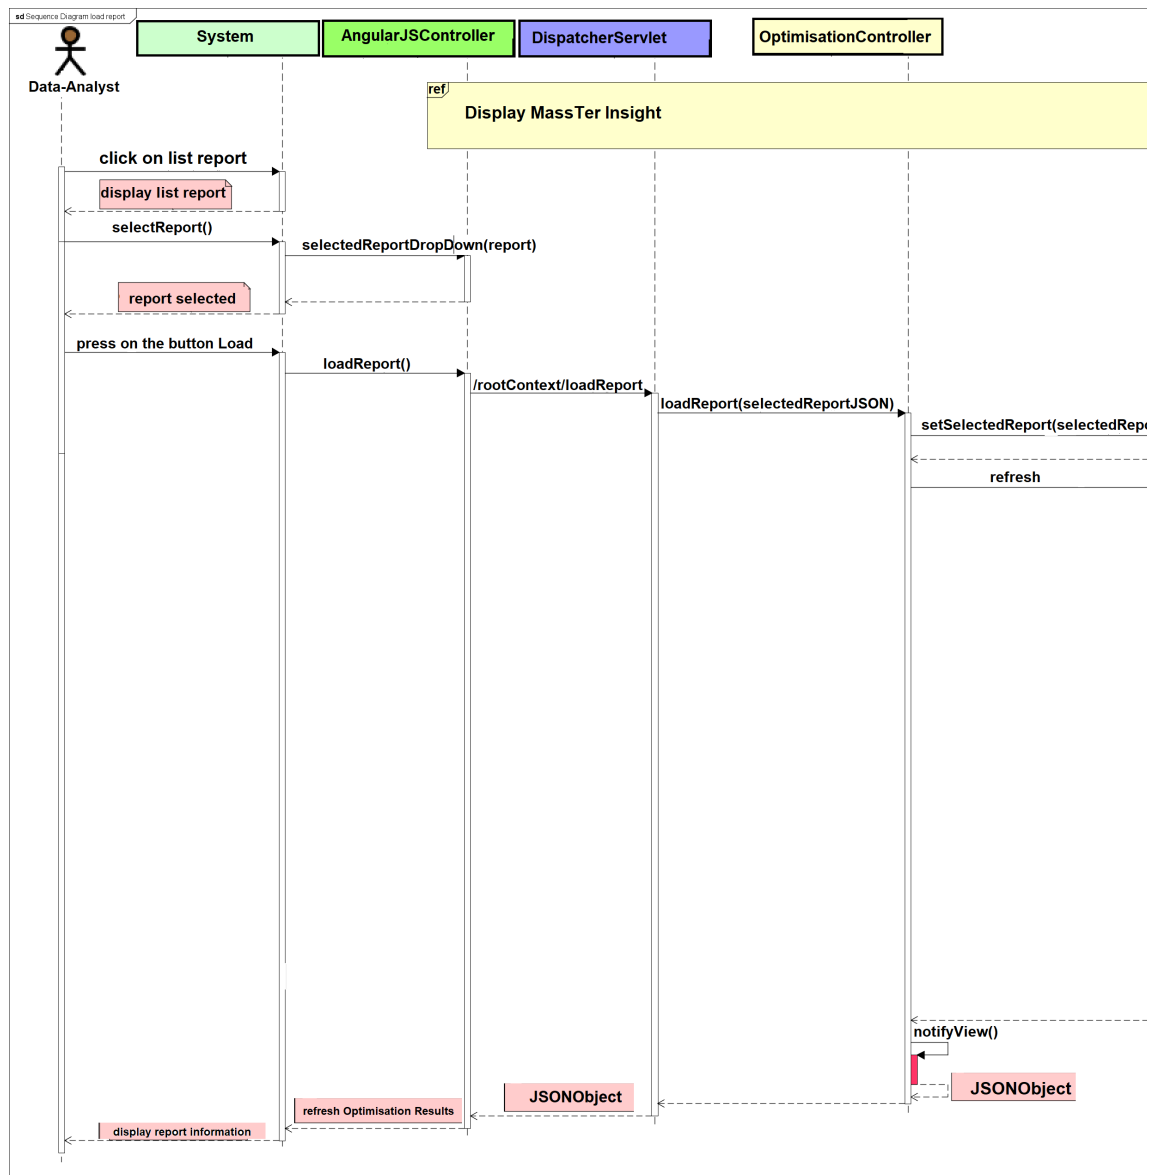 sd Sequence Diagram load report
System
AngularJSController
DispatcherServlet
OptimisationController
Data-Analyst
ref
Display MassTer Insight
click on list report
display list report
selectReport()
selectedReportDropDown(report)
report selected
press on the button Load
loadReport()
/rootContext/loadReport
loadReport(selectedReportJSON)
setSelectedReport(selectedRep
refresh
notifyView()
JSONObject
JSONObject
refresh Optimisation Results
display report information